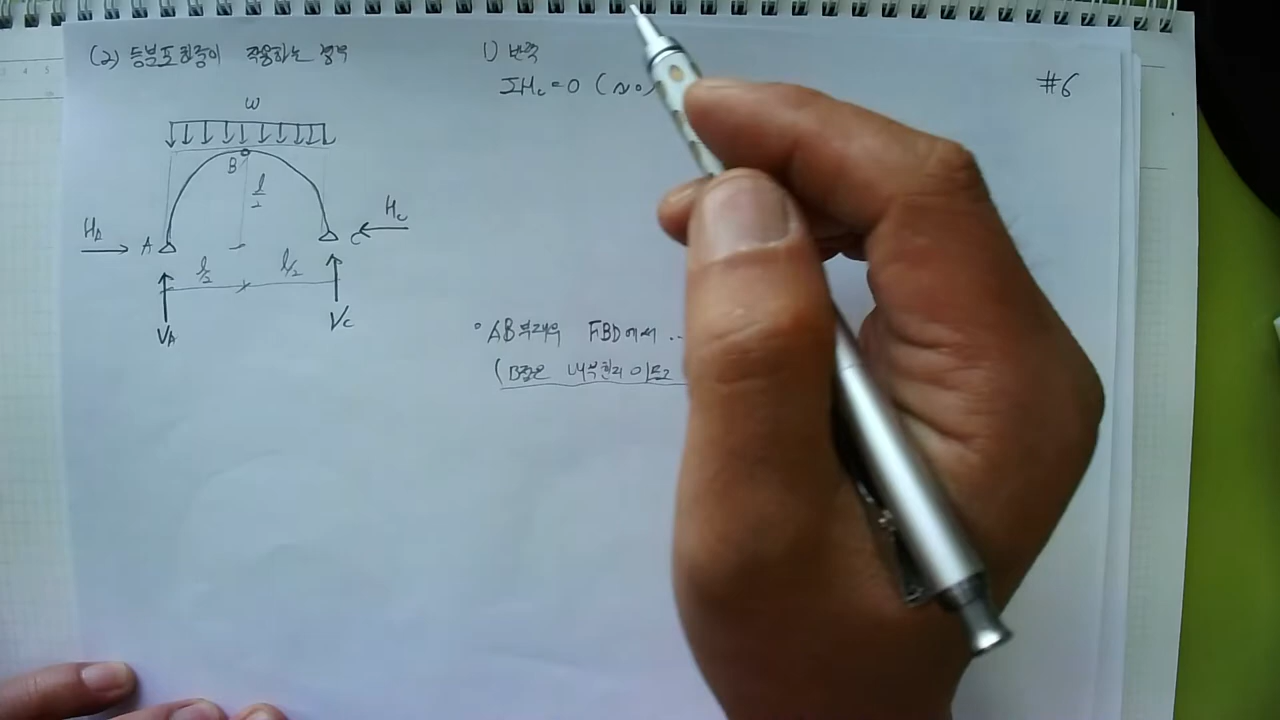 (2) 등분포하중이 작용하는 경우
w
B
l/2
HA
A
C
Hc
l/2
l/2
VA
Vc
1) 반력
ΣHc=0 (
#6
° AB부재의 FBD에서 ..
(B점은 내부힌지 이므로